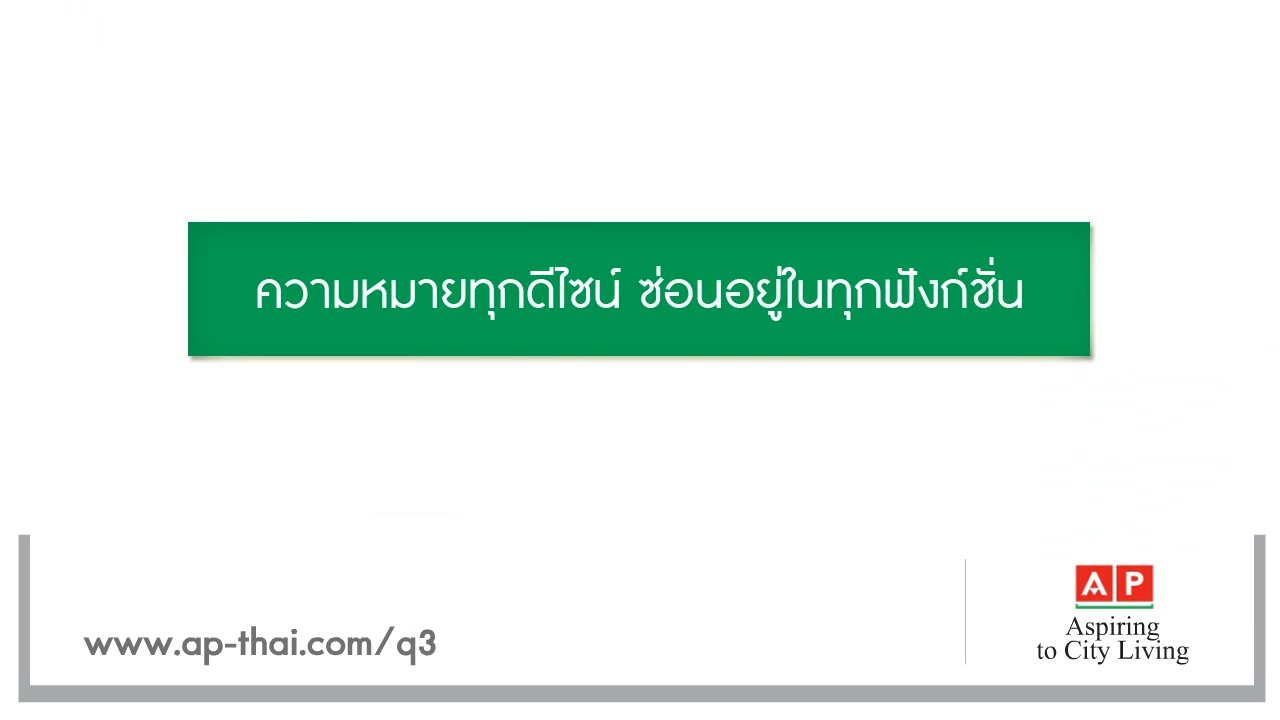 ความหมายทุกดีไซน์ ซ่อนอยู่ในทุกฟังก์ชั่น
www.ap-thai.com/q3
AP
Aspiring
to City Living